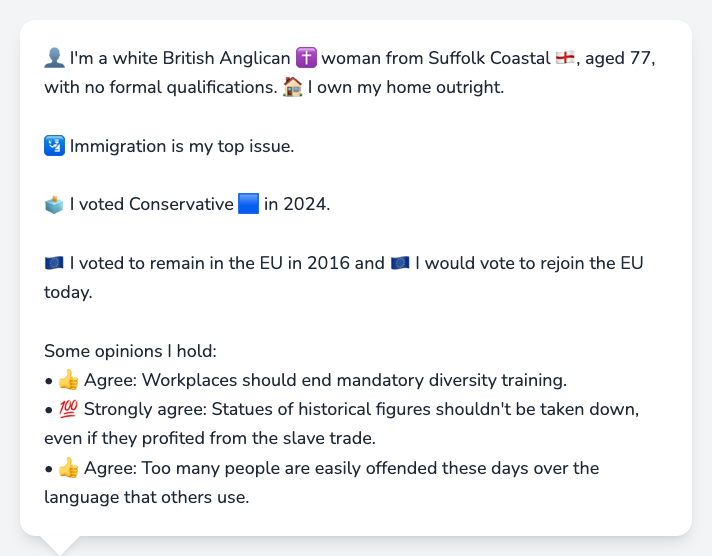 👤 I'm a white British Anglican ✝️ woman from Suffolk Coastal 🏴󠁧󠁢󠁥󠁮󠁧󠁿, aged 77,
with no formal qualifications. 🏠 I own my home outright.
🛂 Immigration is my top issue.
🗳️ I voted Conservative 🟦 in 2024.
🇪🇺 I voted to remain in the EU in 2016 and 🇪🇺 I would vote to rejoin the EU
today.
Some opinions I hold:
• 👍 Agree: Workplaces should end mandatory diversity training.
• 💯 Strongly agree: Statues of historical figures shouldn't be taken down,
even if they profited from the slave trade.
• 👍 Agree: Too many people are easily offended these days over the
language that others use.